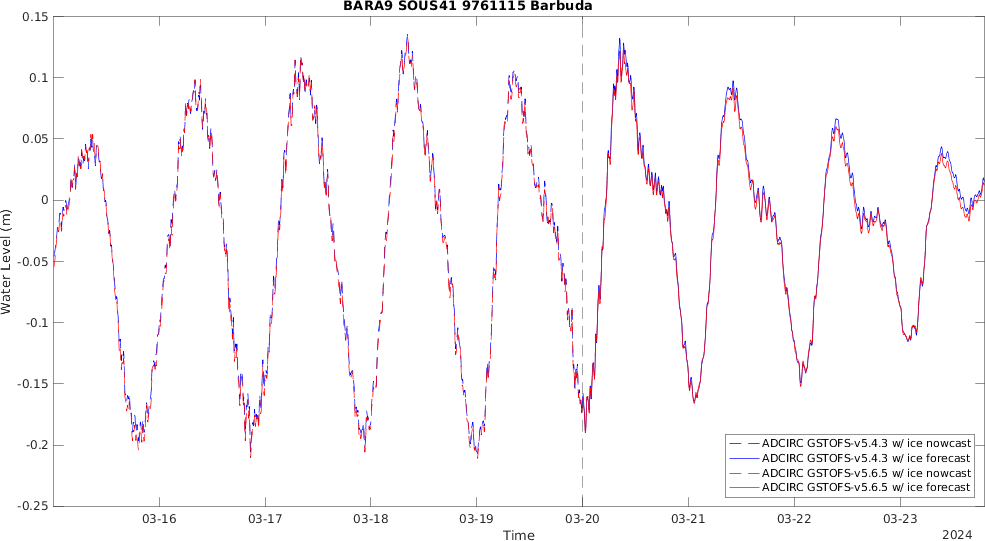 BARA9 SOUS41 9761115 Barbuda
Water Level (m)
0.15
0.1
0.05
0
-0.05
-0.1
-0.15
-0.2
-0.25
ADCIRC GSTOFS-v5.4.3 w/ ice nowcast
ADCIRC GSTOFS-v5.4.3 w/ ice forecast
ADCIRC GSTOFS-v5.6.5 w/ ice nowcast
ADCIRC GSTOFS-v5.6.5 w/ ice forecast
03-16 03-17 03-18 03-19 03-20 03-21 03-22 03-23
Time
2024